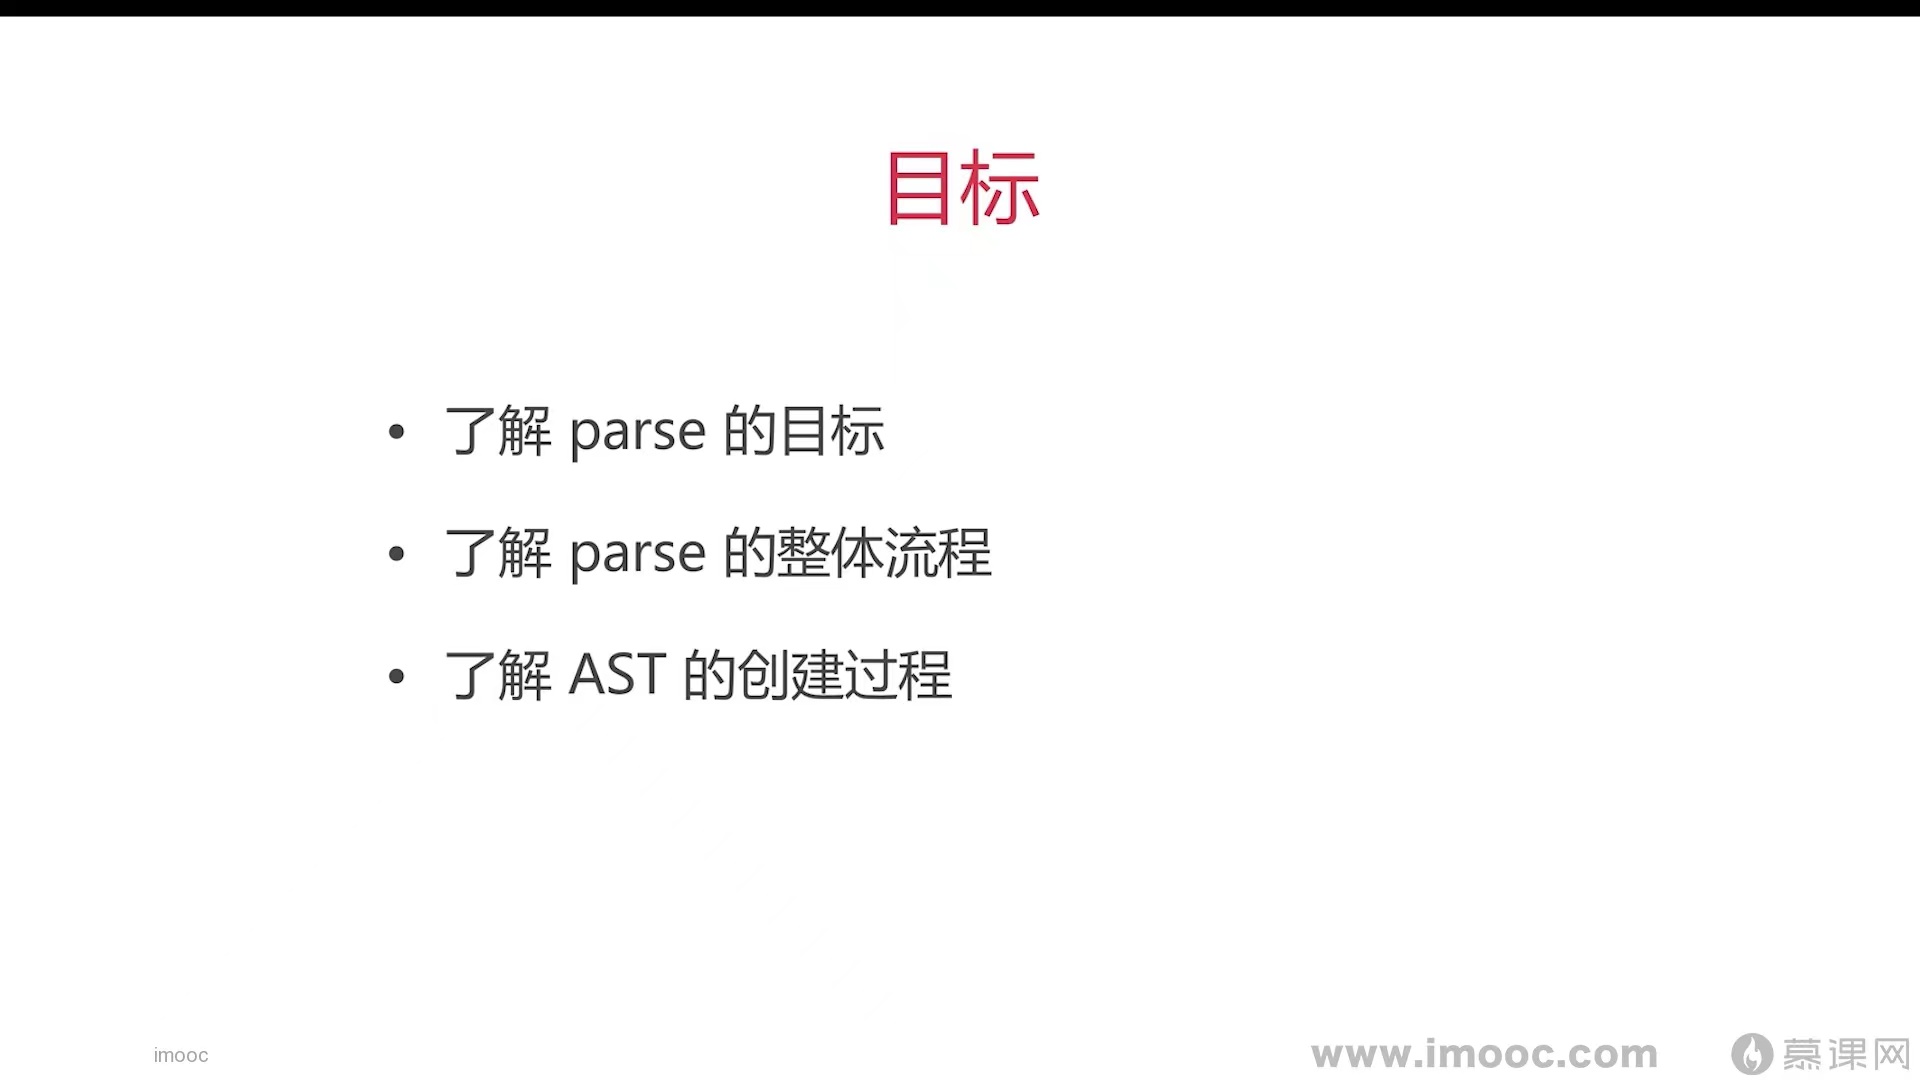 目标
• 了解 parse 的目标
• 了解 parse 的整体流程
• 了解 AST 的创建过程
imooc
www.imooc.com
慕课网